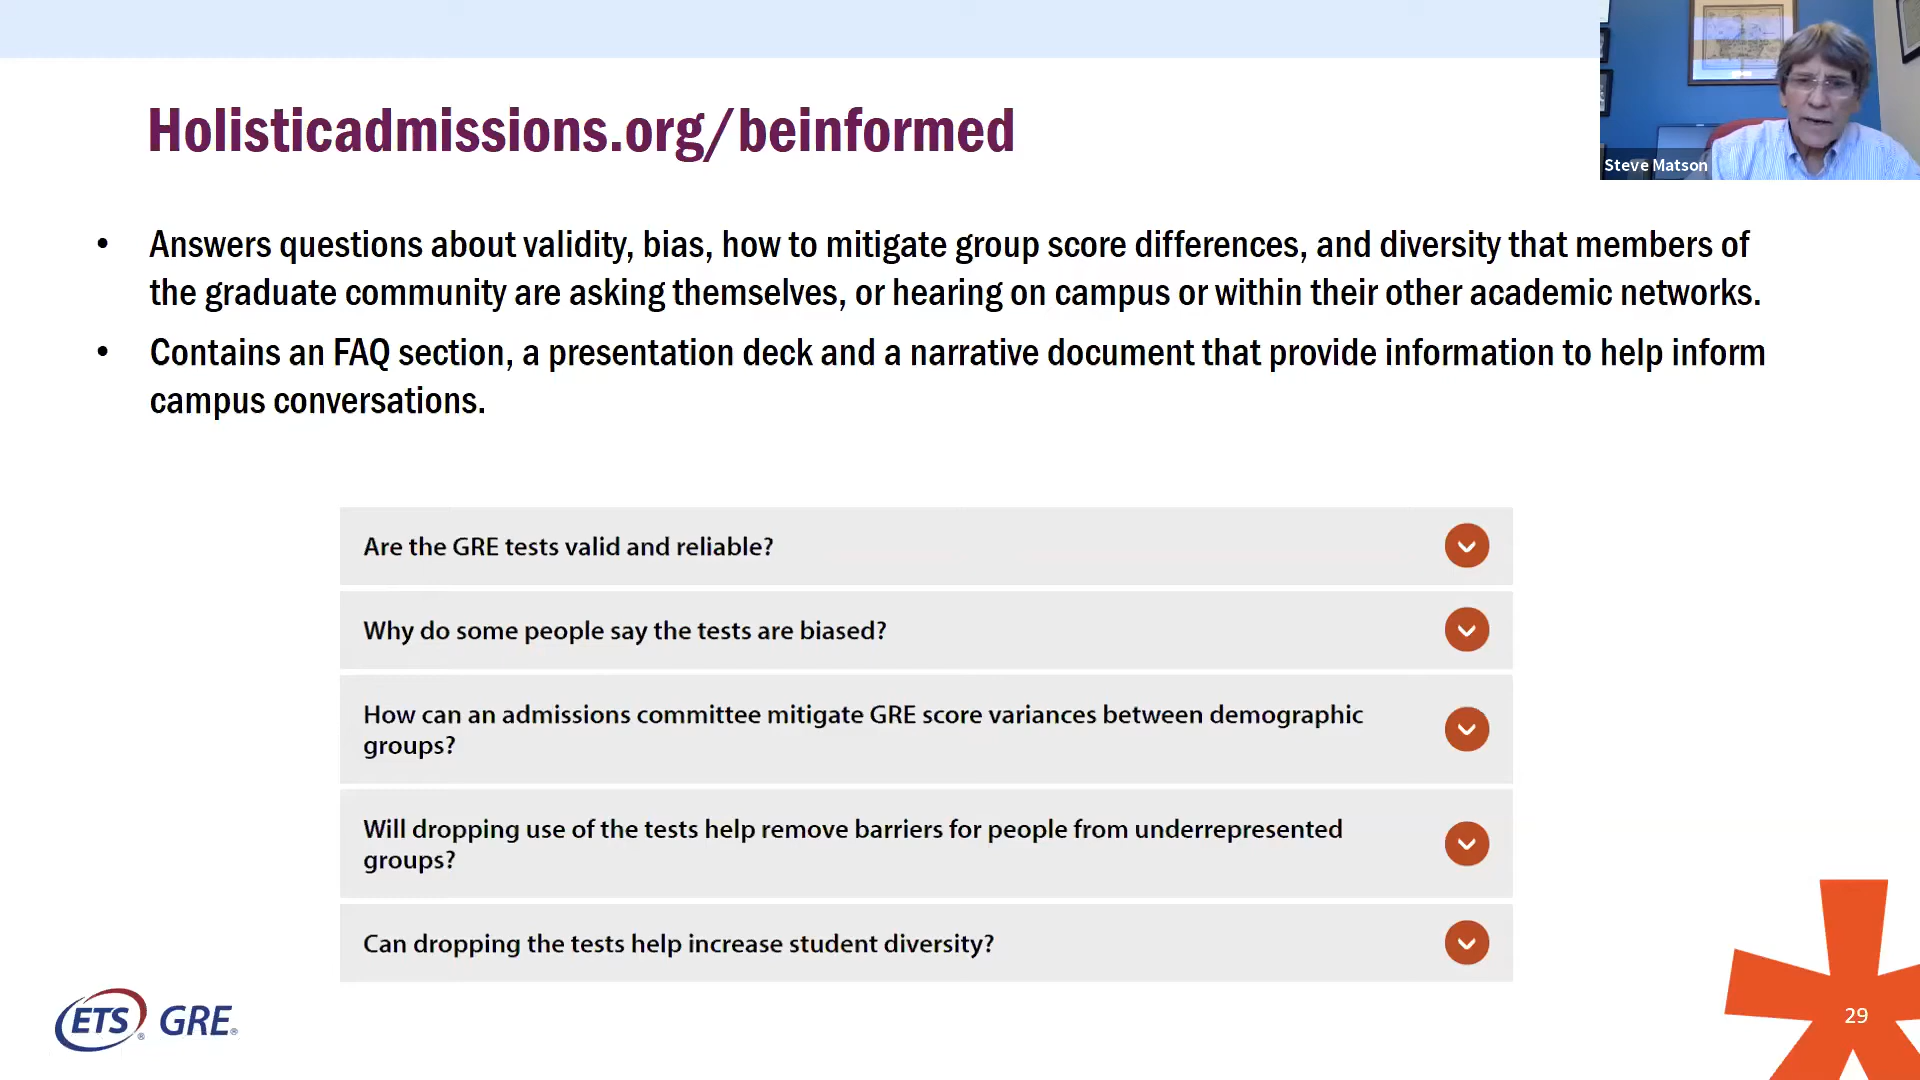 Holisticadmissions.org/beinformed
Steve Matson
• Answers questions about validity, bias, how to mitigate group score differences, and diversity that members of
the graduate community are asking themselves, or hearing on campus or within their other academic networks.
• Contains an FAQ section, a presentation deck and a narrative document that provide information to help inform
campus conversations.
Are the GRE tests valid and reliable?
Why do some people say the tests are biased?
How can an admissions committee mitigate GRE score variances between demographic
groups?
Will dropping use of the tests help remove barriers for people from underrepresented
groups?
Can dropping the tests help increase student diversity?
ETS® GRE®
29